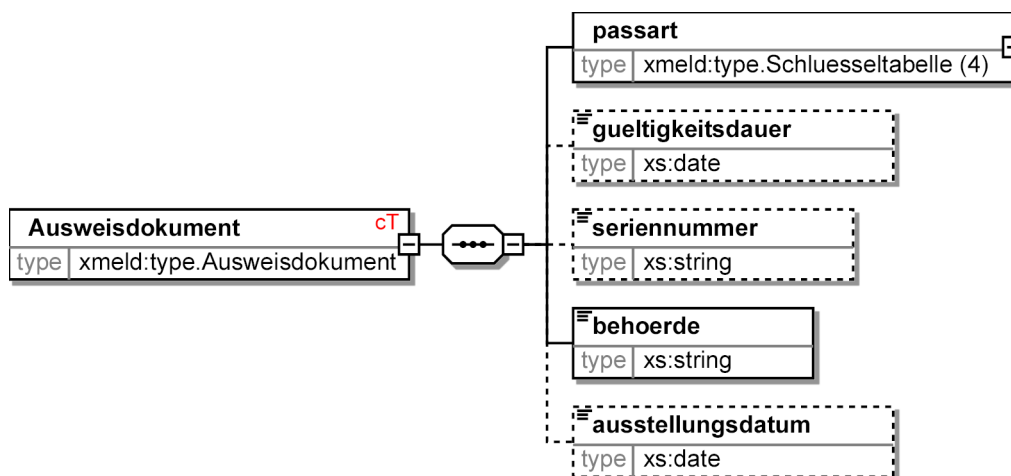 passart
type xmeld:type.Schluesseltabelle (4)
gueltigkeitsdauer
type xs:date
Ausweisdokument cT
type xmeld:type.Ausweisdokument
seriennummer
type xs:string
behoerde
type xs:string
ausstellungsdatum
type xs:date